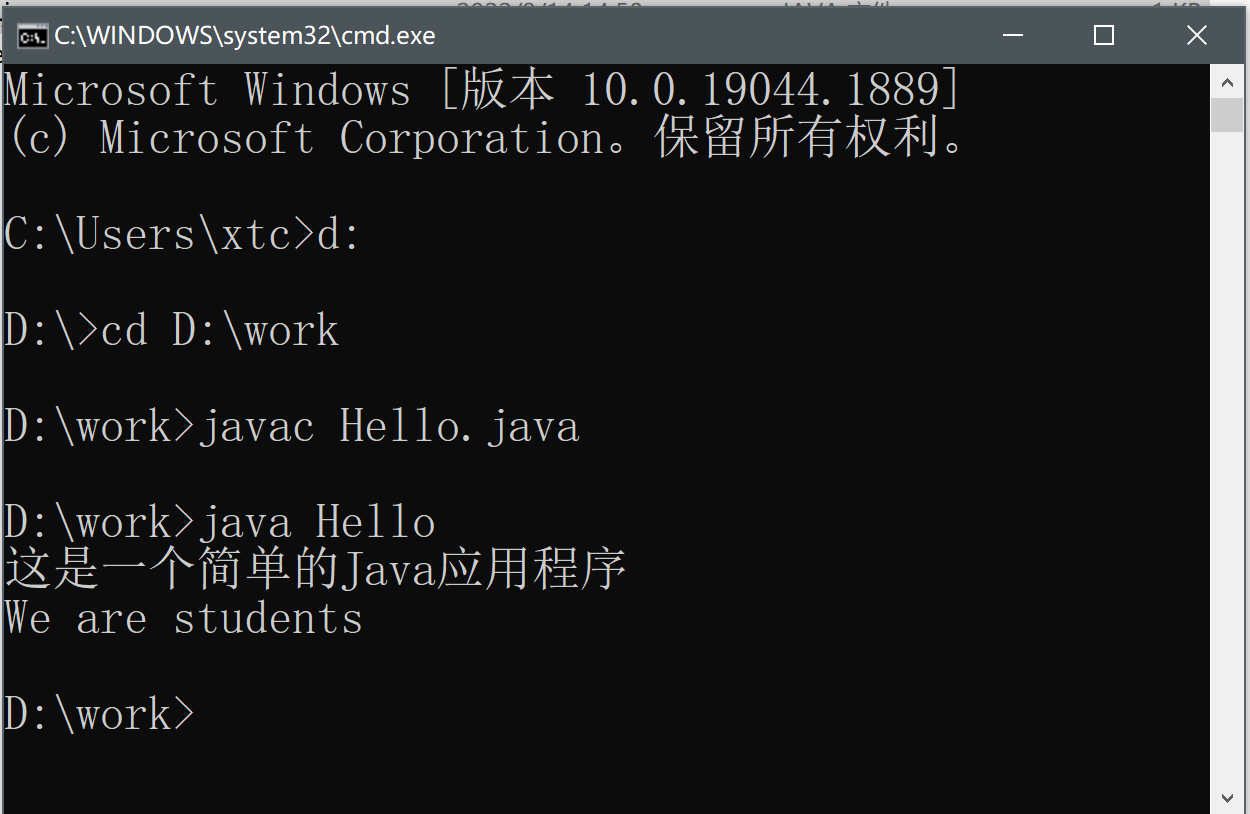 C:\WINDOWS\system32\cmd.exe
Microsoft Windows [版本 10.0.19044.1889]
(c) Microsoft Corporation。保留所有权利。
C:\Users\xtc>d:
D:\>cd D:\work
D:\work>javac Hello.java
D:\work>java Hello
这是一个简单的Java应用程序
We are students
D:\work>